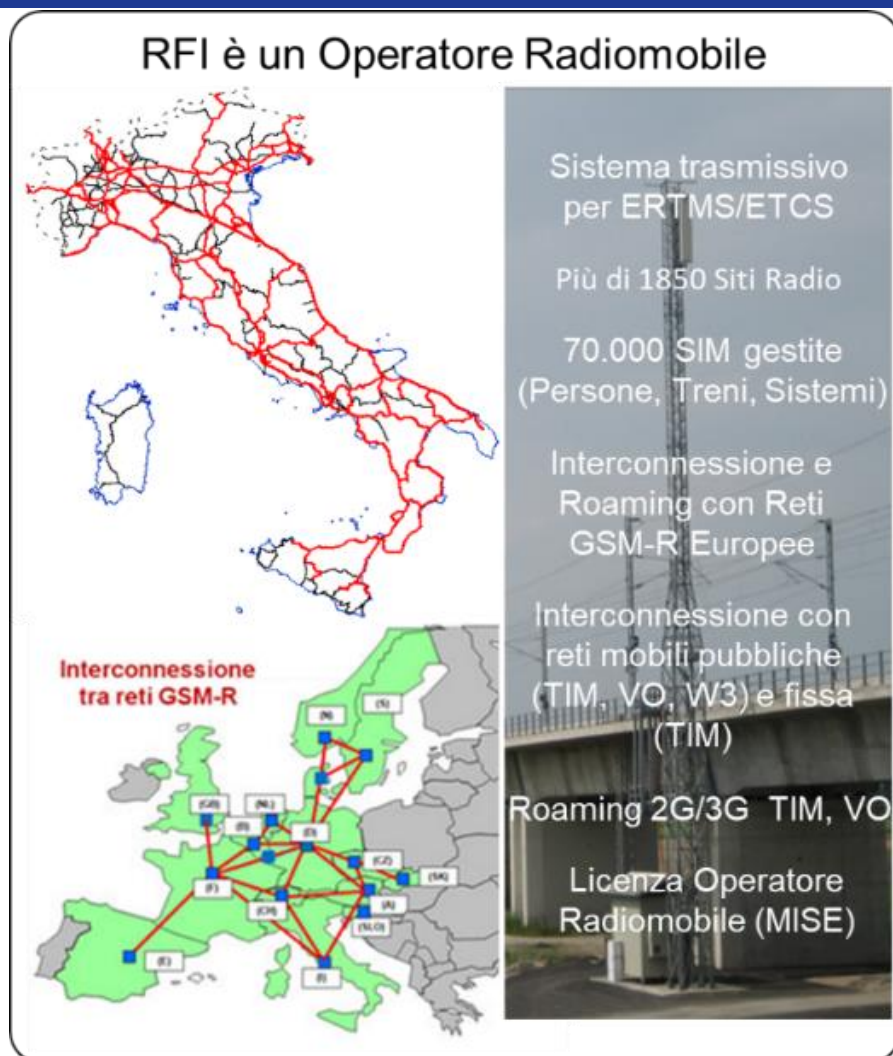 RFI è un Operatore Radiomobile
Sistema trasmissivo
per ERTMS/ETCS
Più di 1850 Siti Radio
70.000 SIM gestite
(Persone, Treni, Sistemi)
Interconnessione e
Roaming con Reti
GSM-R Europee
Interconnessione con
reti mobili pubbliche
(TIM, VO, W3) e fissa
(TIM)
Roaming 2G/3G TIM, VO
Licenza Operatore
Radiomobile (MISE)
Interconnessione
tra reti GSM-R
(N)
(S)
(GB)
(NL)
(B)
(D)
(CZ)
(SK)
(F)
(CH)
(A)
(SLO)
(E)
(I)